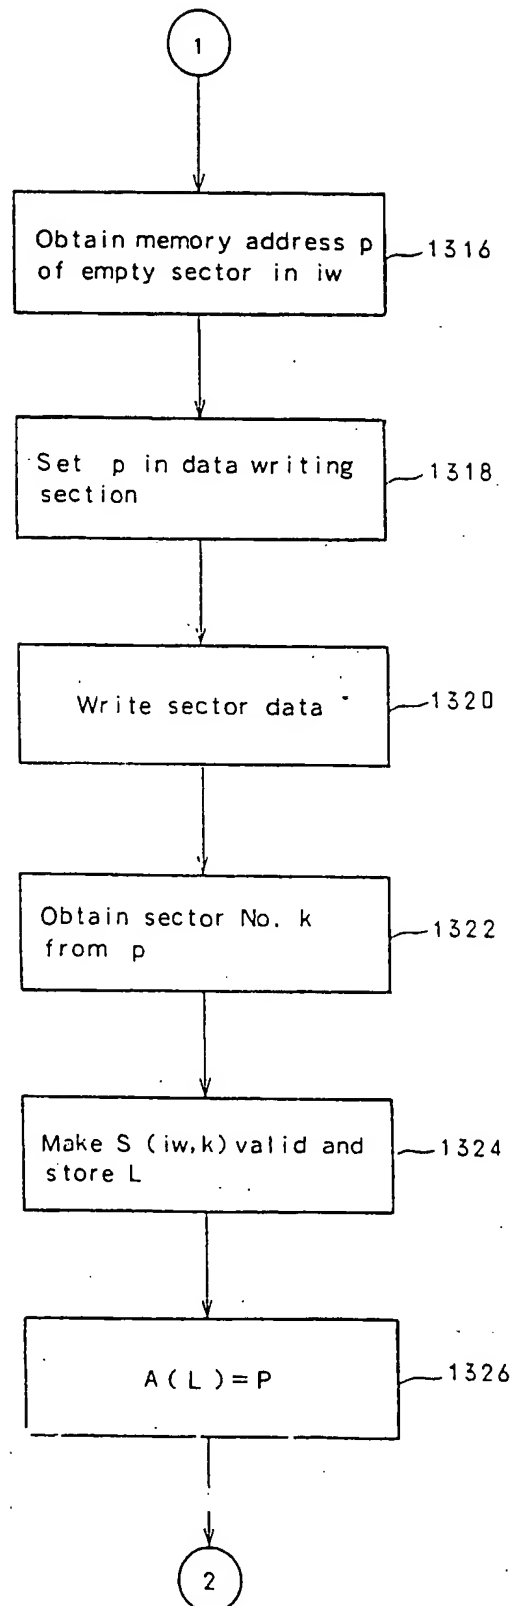 1
Obtain memory address p
of empty sector in iw
1316
Set p in data writing
section
1318
Write sector data
1320
Obtain sector No. k
from p
1322
Make S (iw,k) valid and
store L
1324
A(L)=P
1326
2